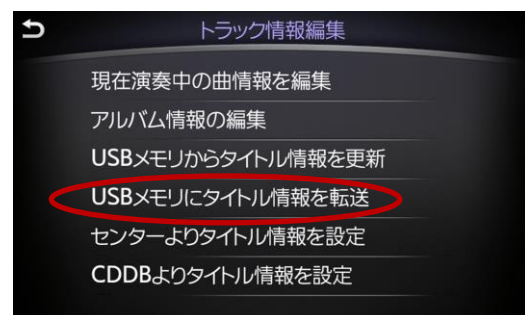 トラック情報編集
現在演奏中の曲情報を編集
アルバム情報の編集
USBメモリからタイトル情報を更新
USBメモリにタイトル情報を転送
センターよりタイトル情報を設定
CDDBよりタイトル情報を設定